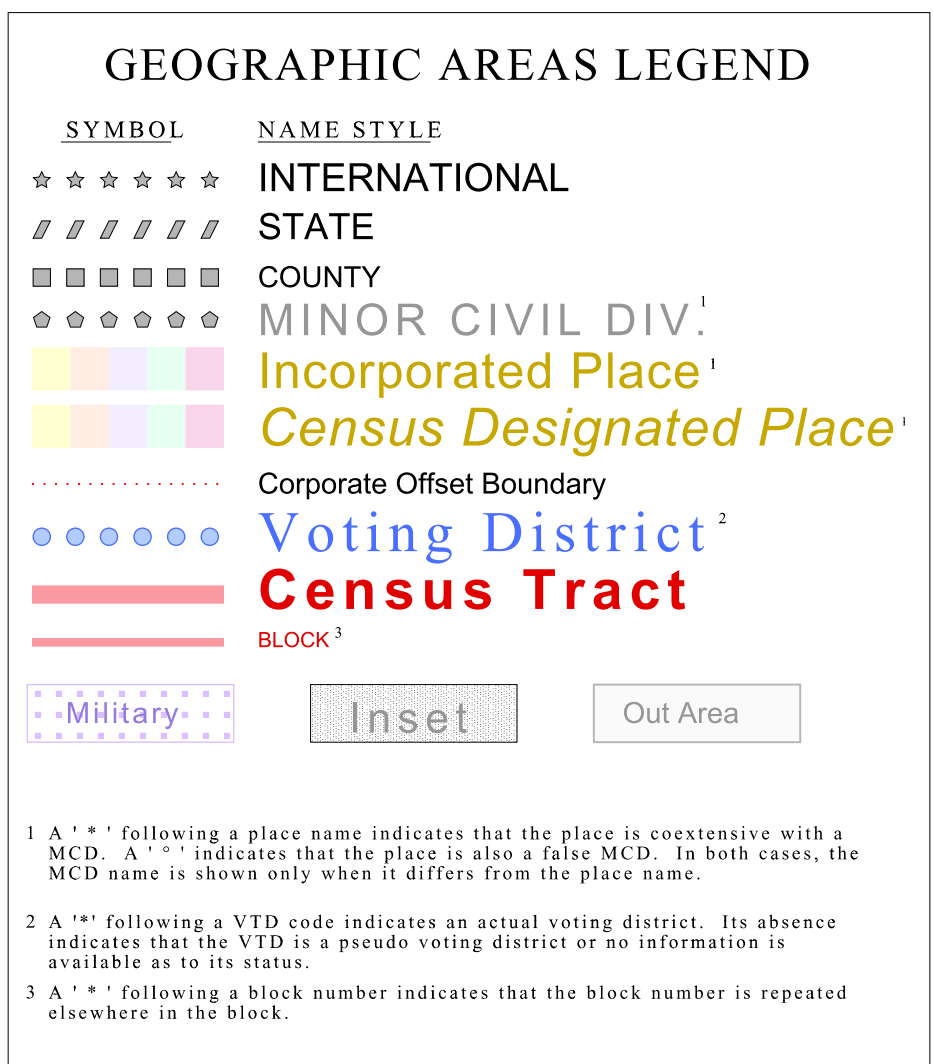 GEOGRAPHIC AREAS LEGEND
SYMBOL NAME STYLE
INTERNATIONAL
STATE
COUNTY
MINOR CIVIL DIV. 1
Incorporated Place 1
Census Designated Place 1
Corporate Offset Boundary
Voting District 2
Census Tract
BLOCK 3
Military Inset Out Area
1 A ' * ' following a place name indicates that the place is coextensive with a
MCD. A ' ° ' indicates that the place is also a false MCD. In both cases, the
MCD name is shown only when it differs from the place name.
2 A '*' following a VTD code indicates an actual voting district. Its absence
indicates that the VTD is a pseudo voting district or no information is
available as to its status.
3 A ' * ' following a block number indicates that the block number is repeated
elsewhere in the block.